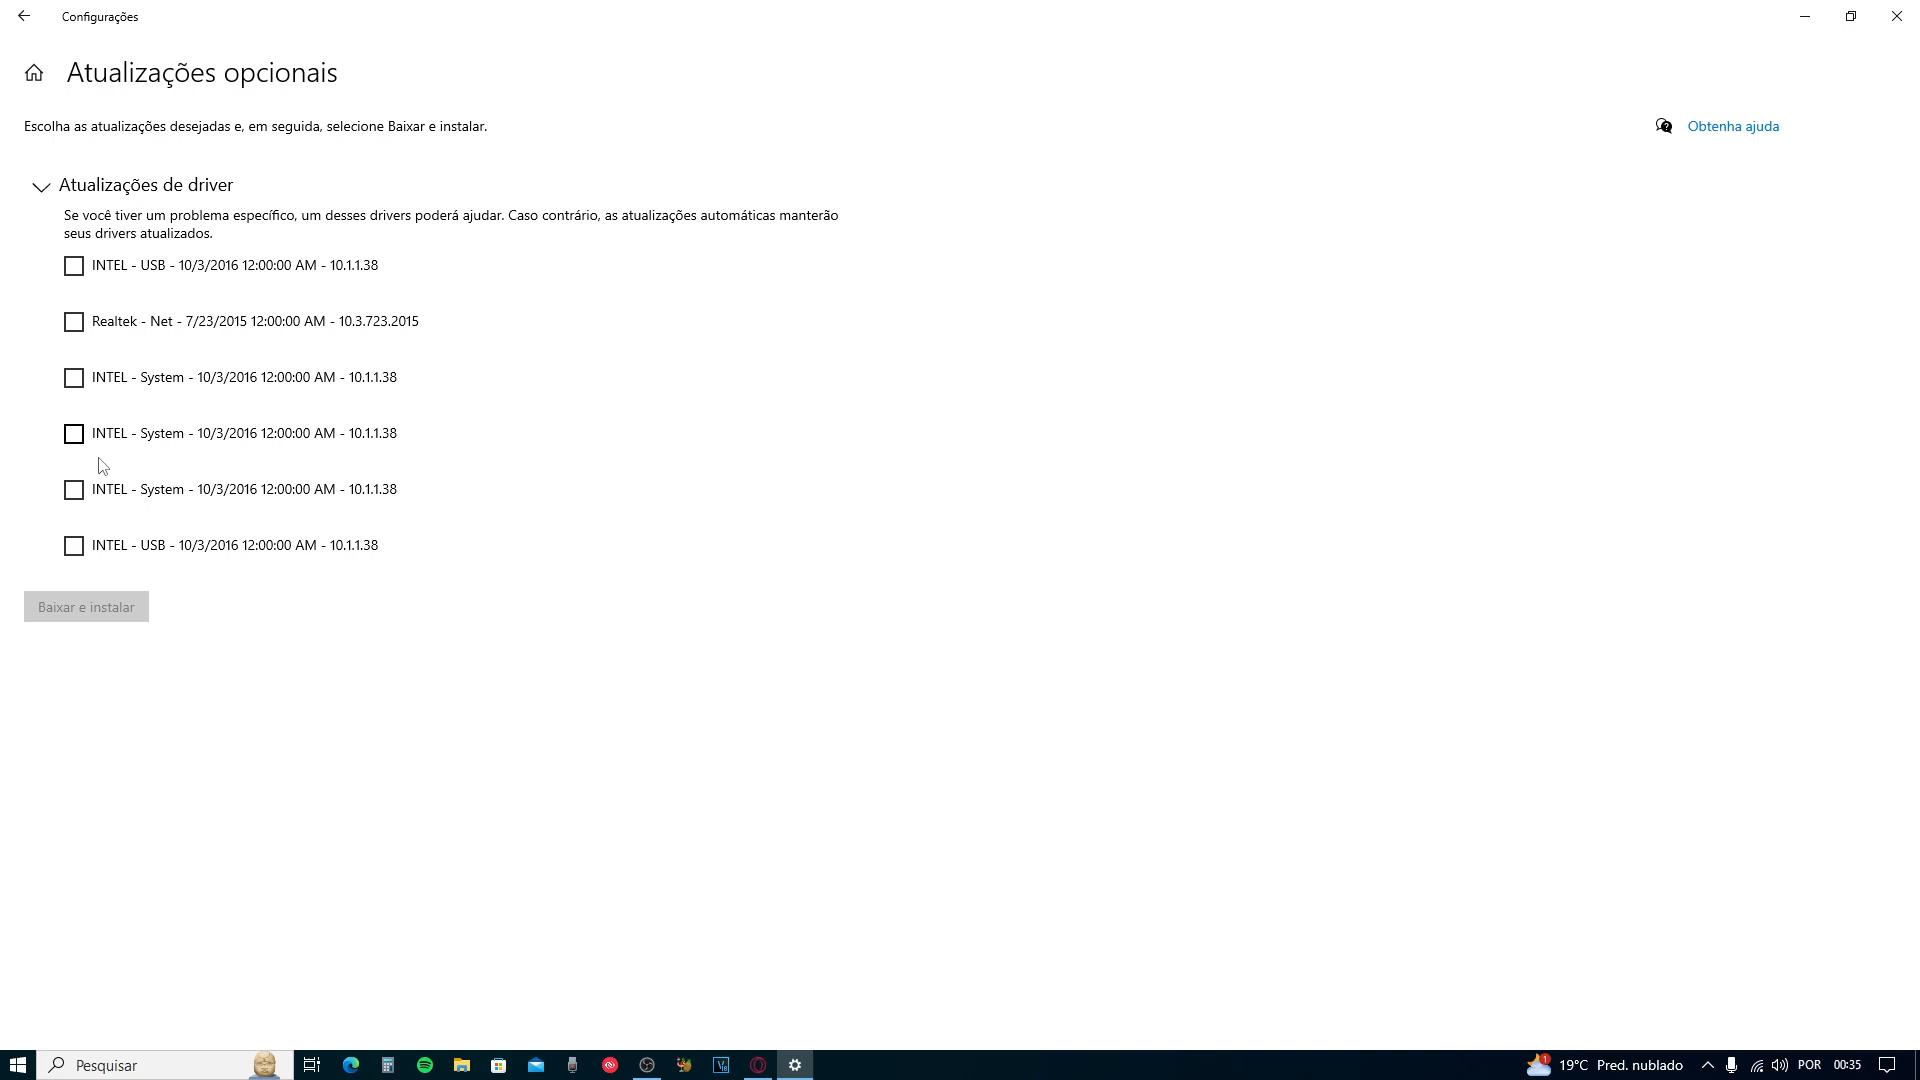 Configurações
Atualizações opcionais
Escolha as atualizações desejadas e, em seguida, selecione Baixar e instalar.
Obtenha ajuda
Atualizações de driver
Se você tiver um problema específico, um desses drivers poderá ajudar. Caso contrário, as atualizações automáticas manterão
seus drivers atualizados.
INTEL - USB - 10/3/2016 12:00:00 AM - 10.1.1.38
Realtek - Net - 7/23/2015 12:00:00 AM - 10.3.723.2015
INTEL - System - 10/3/2016 12:00:00 AM - 10.1.1.38
INTEL - System - 10/3/2016 12:00:00 AM - 10.1.1.38
INTEL - System - 10/3/2016 12:00:00 AM - 10.1.1.38
INTEL - USB - 10/3/2016 12:00:00 AM - 10.1.1.38
Baixar e instalar
Pesquisar
1
19°C Pred. nublado
POR
00:35